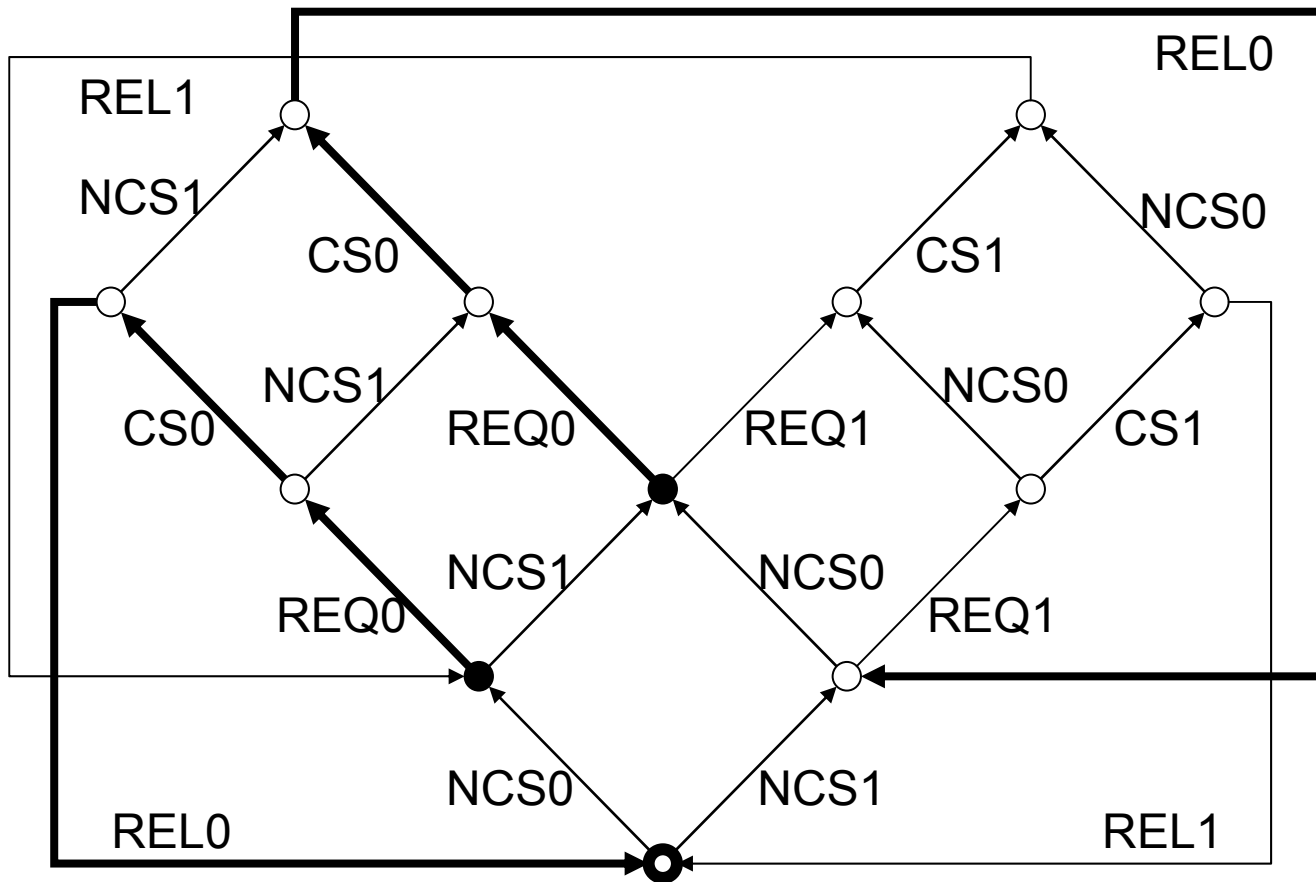 REL0
REL1
NCS1 NCS0
CS0 CS1
NCS1 NCS0
CS0 REQ0 REQ1 CS1
NCS1 NCS0
REQ0 REQ1
NCS0 NCS1
REL0 REL1